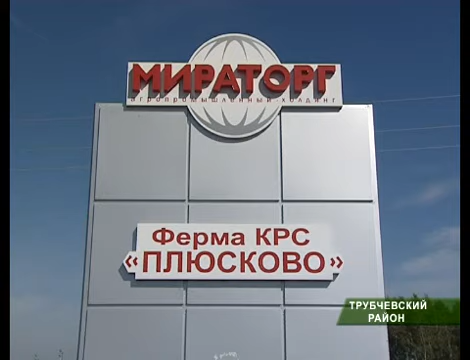 МИРАТОРГ
агропромышленный холдинг
Ферма КРС
«ПЛЮСКОВО»
ТРУБЧЕВСКИЙ
РАЙОН